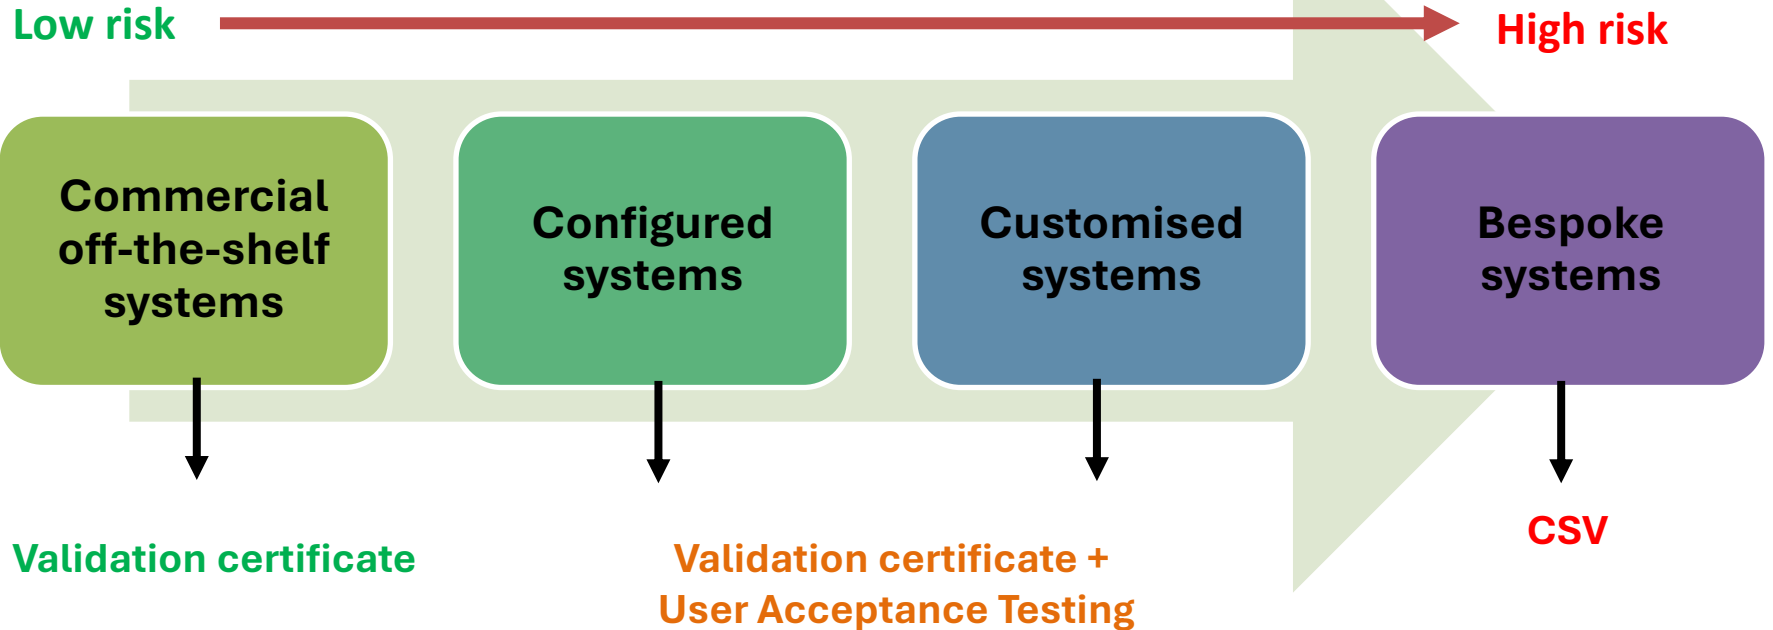 Low risk
High risk
Commercial
off-the-shelf
systems
Configured
systems
Customised
systems
Bespoke
systems
Validation certificate
Validation certificate +
User Acceptance Testing
CSV